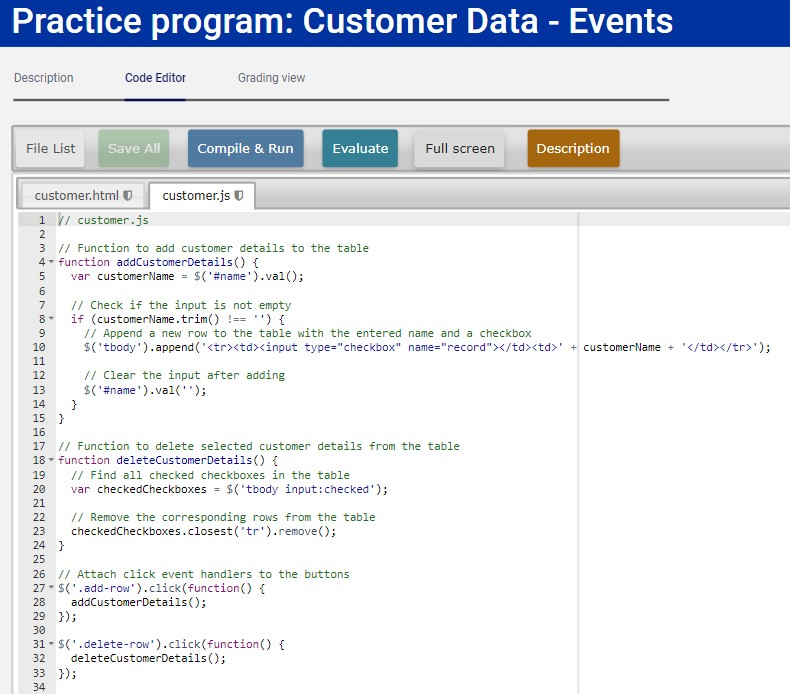 Practice program: Customer Data - Events
Description Code Editor Grading view
File List Save All Compile & Run Evaluate Full screen Description
customer.html customer.js
1 // customer.js
2
3 // Function to add customer details to the table
4 function addCustomerDetails() {
5   var customerName = $('#name').val();
6
7   // Check if the input is not empty
8   if (customerName.trim() !== '') {
9     // Append a new row to the table with the entered name and a checkbox
10     $('tbody').append('<tr><td><input type="checkbox" name="record"></td><td>' + customerName + '</td></tr>');
11
12     // Clear the input after adding
13     $('#name').val('');
14   }
15 }
16
17 // Function to delete selected customer details from the table
18 function deleteCustomerDetails() {
19   // Find all checked checkboxes in the table
20   var checkedCheckboxes = $('tbody input:checked');
21
22   // Remove the corresponding rows from the table
23   checkedCheckboxes.closest('tr').remove();
24 }
25
26 // Attach click event handlers to the buttons
27 $('.add-row').click(function() {
28   addCustomerDetails();
29 });
30
31 $('.delete-row').click(function() {
32   deleteCustomerDetails();
33 });
34